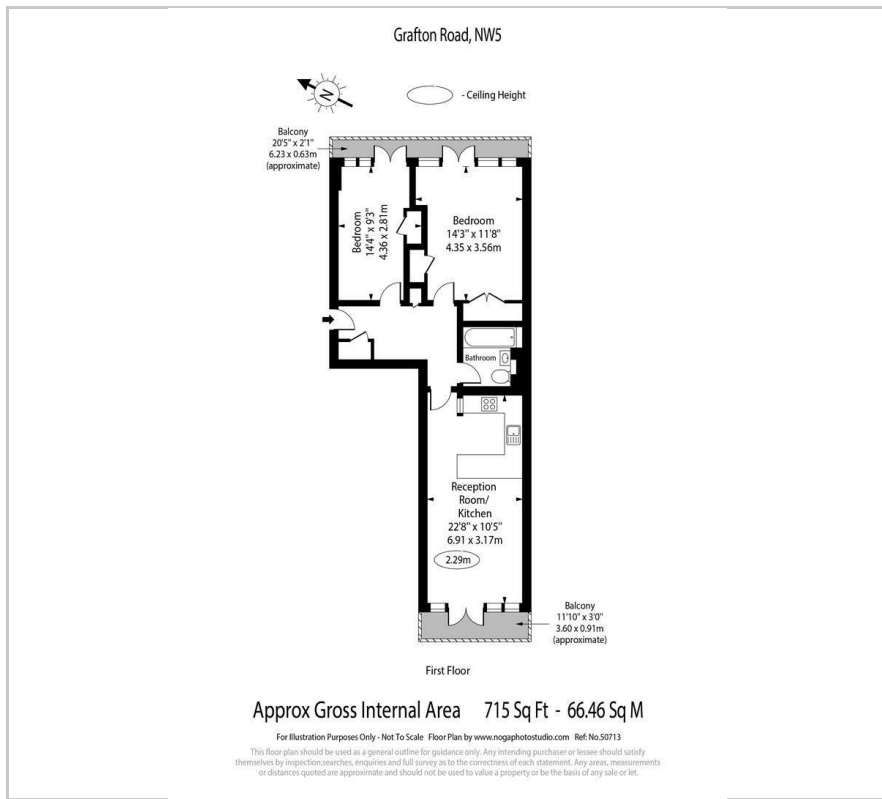 Grafton Road, NW5
N
- Ceiling Height
Balcony
20'5" x 2'1"
6.23 x 0.63m
(approximate)
Bedroom
14'4" x 9'3"
4.36 x 2.81m
Bedroom
14'3" x 11'8"
4.35 x 3.56m
Bathroom
Reception
Room/
Kitchen
22'8" x 10'5"
6.91 x 3.17m
2.29m
Balcony
11'10" x 3'0"
3.60 x 0.91m
(approximate)
First Floor
Approx Gross Internal Area 715 Sq Ft - 66.46 Sq M
For Illustration Purposes Only - Not To Scale Floor Plan by www.nogaphotostudio.com Ref: No.50713
This floor plan should be used as a general outline for guidance only. Any intending purchaser or lessee should satisfy
themselves by inspection,searches, enquiries and full survey as to the correctness of each statement. Any areas, measurements
or distances quoted are approximate and should not be used to value a property or be the basis of any sale or let.